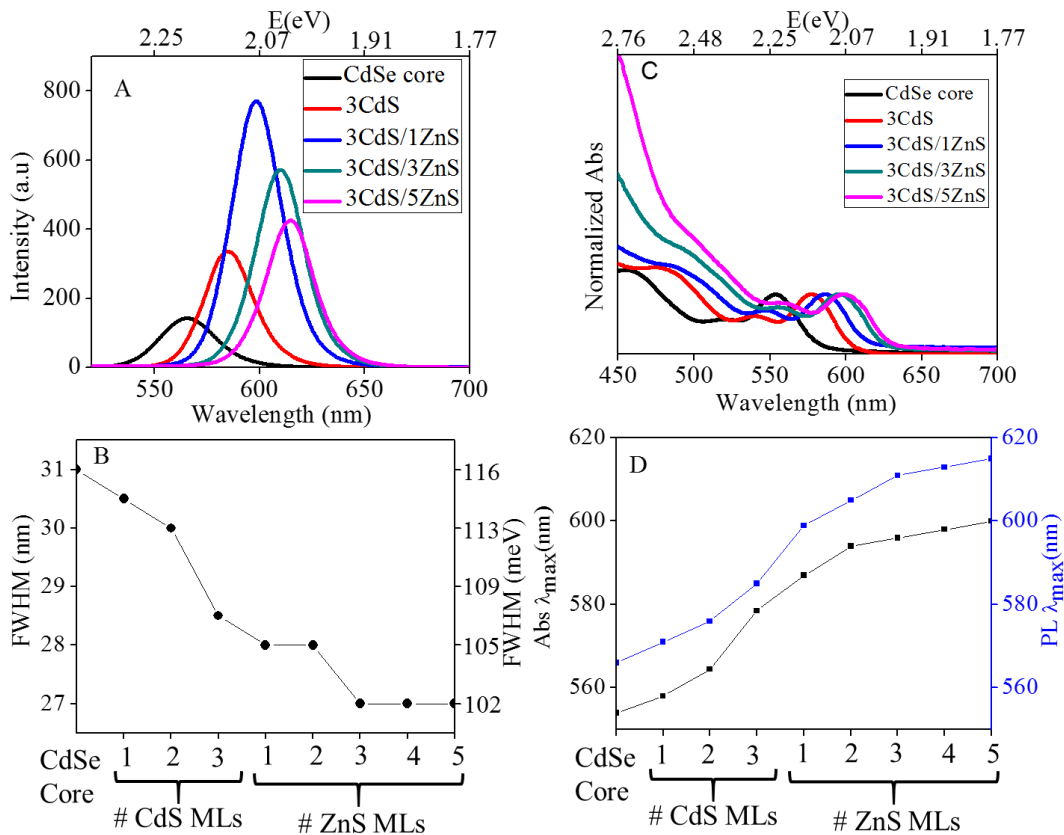 E(eV)
2.25 2.07 1.91 1.77
A
CdSe core
3CdS
3CdS/1ZnS
3CdS/3ZnS
3CdS/5ZnS
Intensity (a.u)
800
600
400
200
0
550 600 650 700
Wavelength (nm)
E(eV)
2.76 2.48 2.25 2.07 1.91 1.77
C
CdSe core
3CdS
3CdS/1ZnS
3CdS/3ZnS
3CdS/5ZnS
Normalized Abs
450 500 550 600 650 700
Wavelength (nm)
B
FWHM (nm)
31
30
29
28
27
116
113
109
105
102
FWHM (meV)
CdSe
Core
1 2 3 1 2 3 4 5
# CdS MLs
# ZnS MLs
D
Abs λmax(nm)
620
600
580
560
620
600
580
560
PL λmax(nm)
CdSe
Core
1 2 3 1 2 3 4 5
# CdS MLs
# ZnS MLs